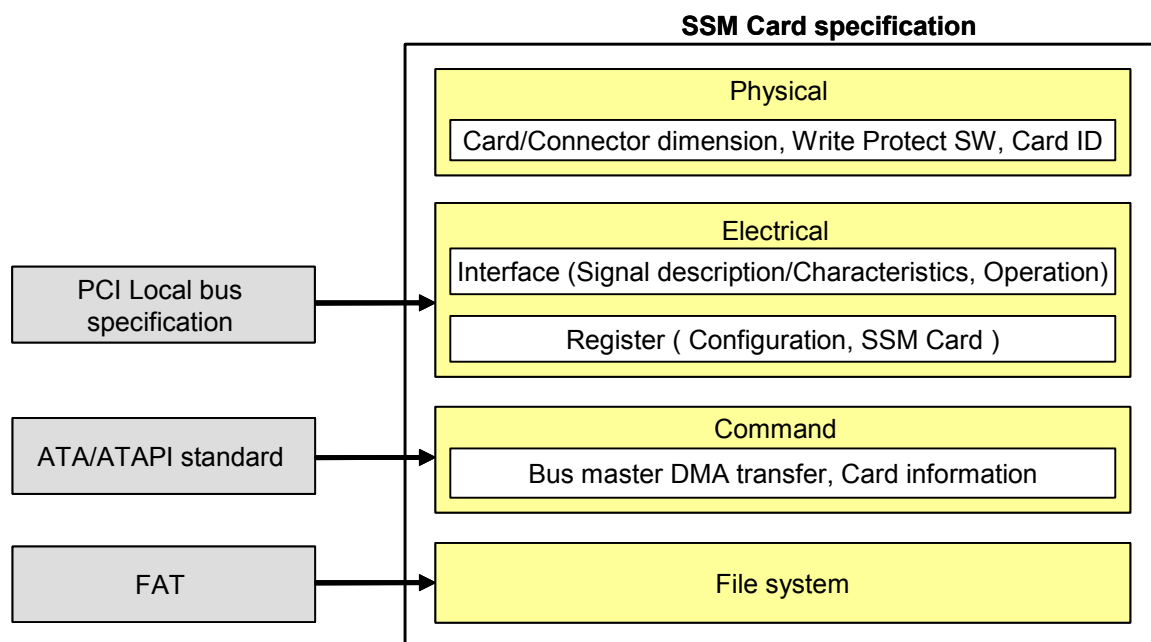 SSM Card specification
Physical
Card/Connector dimension, Write Protect SW, Card ID
Electrical
Interface (Signal description/Characteristics, Operation)
Register ( Configuration, SSM Card )
PCI Local bus
specification
Command
Bus master DMA transfer, Card information
ATA/ATAPI standard
File system
FAT